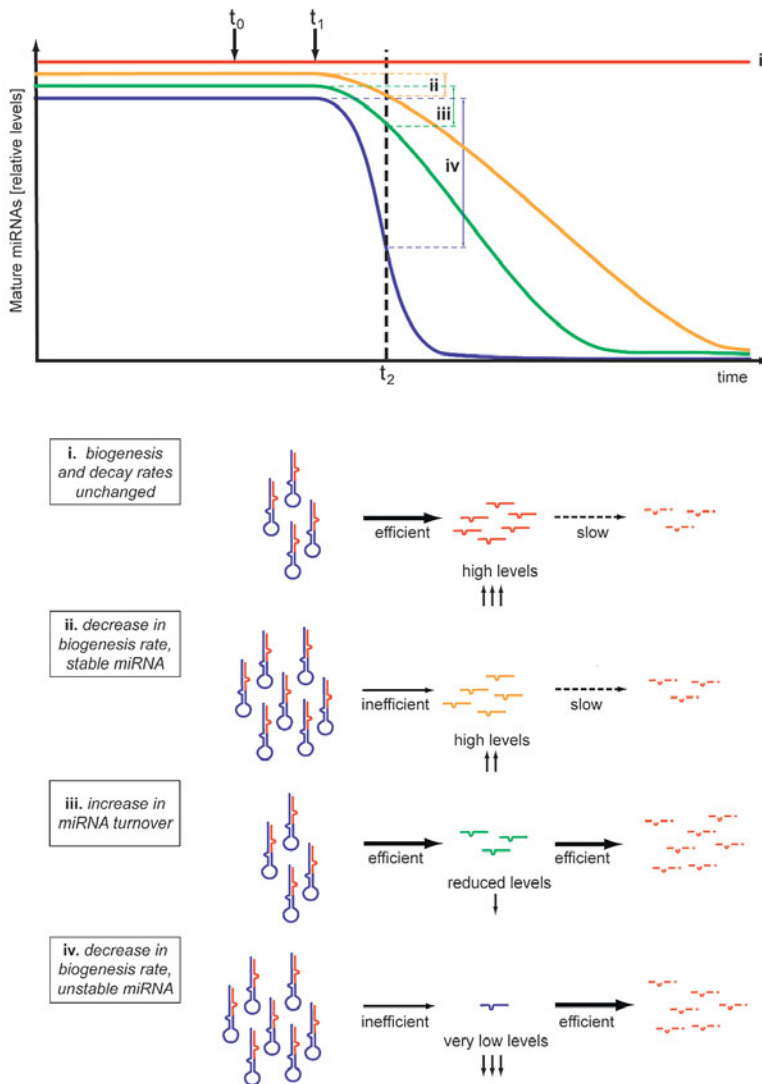 t0 t1
i
ii
iii
iv
Mature miRNAs [relative levels]
t2
time
i. biogenesis
and decay rates
unchanged
efficient
slow
high levels
ii. decrease in
biogenesis rate,
stable miRNA
inefficient
slow
high levels
iii. increase in
miRNA turnover
efficient
efficient
reduced levels
iv. decrease in
biogenesis rate,
unstable miRNA
inefficient
efficient
very low levels